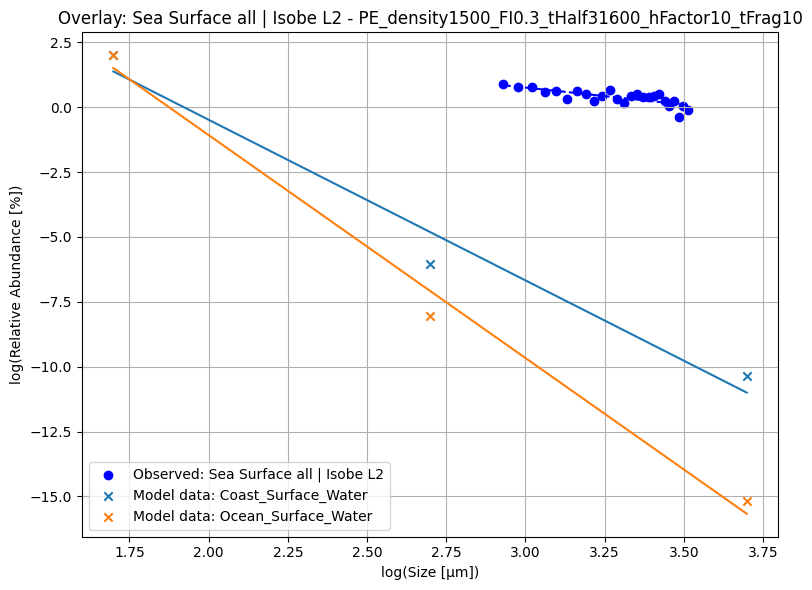 Overlay: Sea Surface all | Isobe L2 - PE_density1500_FI0.3_tHalf31600_hFactor10_tFrag10
log(Relative Abundance [%])
2.5
0.0
−2.5
−5.0
−7.5
−10.0
−12.5
−15.0
Observed: Sea Surface all | Isobe L2
Model data: Coast_Surface_Water
Model data: Ocean_Surface_Water
1.75 2.00 2.25 2.50 2.75 3.00 3.25 3.50 3.75
log(Size [µm])